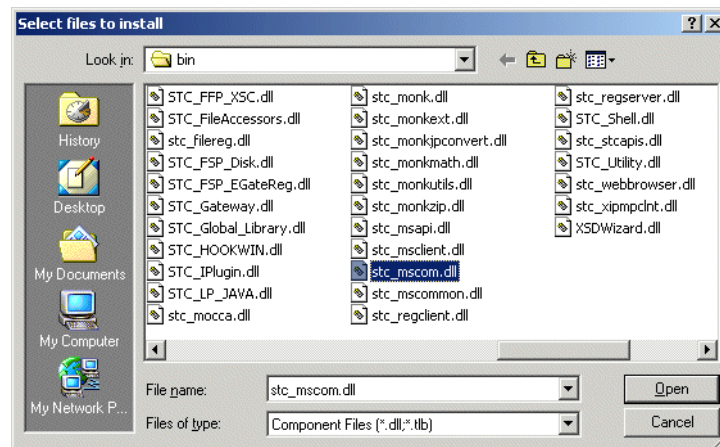 Select files to install
Look in: bin
History
Desktop
My Documents
My Computer
My Network P...
STC_FFP_XSC.dll
STC_FileAccessors.dll
stc_filereg.dll
STC_FSP_Disk.dll
STC_FSP_EGateReg.dll
STC_Gateway.dll
STC_Global_Library.dll
STC_HOOKWIN.dll
STC_IPlugin.dll
STC_LP_JAVA.dll
stc_mocca.dll
stc_monk.dll
stc_monkext.dll
stc_monkjpconvert.dll
stc_monkmath.dll
stc_monkutils.dll
stc_monkzip.dll
stc_msapi.dll
stc_msclient.dll
stc_mscom.dll
stc_mscommon.dll
stc_regclient.dll
stc_regserver.dll
STC_Shell.dll
stc_stcapis.dll
STC_Utility.dll
stc_webbrowser.dll
stc_xipmpclnt.dll
XSDWizard.dll
File name: stc_mscom.dll Open
Files of type: Component Files (*.dll;*.tlb) Cancel